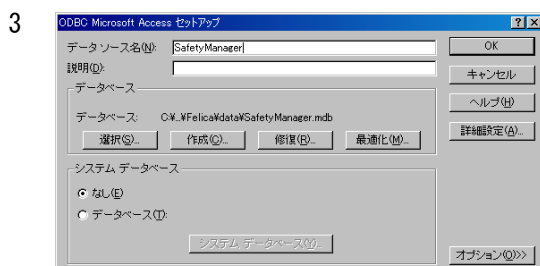 3
ODBC Microsoft Access セットアップ
データ ソース名(N): SafetyManager
OK
説明(D):
キャンセル
データベース
ヘルプ(H)
データベース: C:¥..¥Felica¥data¥SafetyManager.mdb
詳細設定(A)...
選択(S)... 作成(C)... 修復(R)... 最適化(M)...
システム データベース
なし(E)
データベース(T):
システム データベース(Y)...
オプション(O)>>